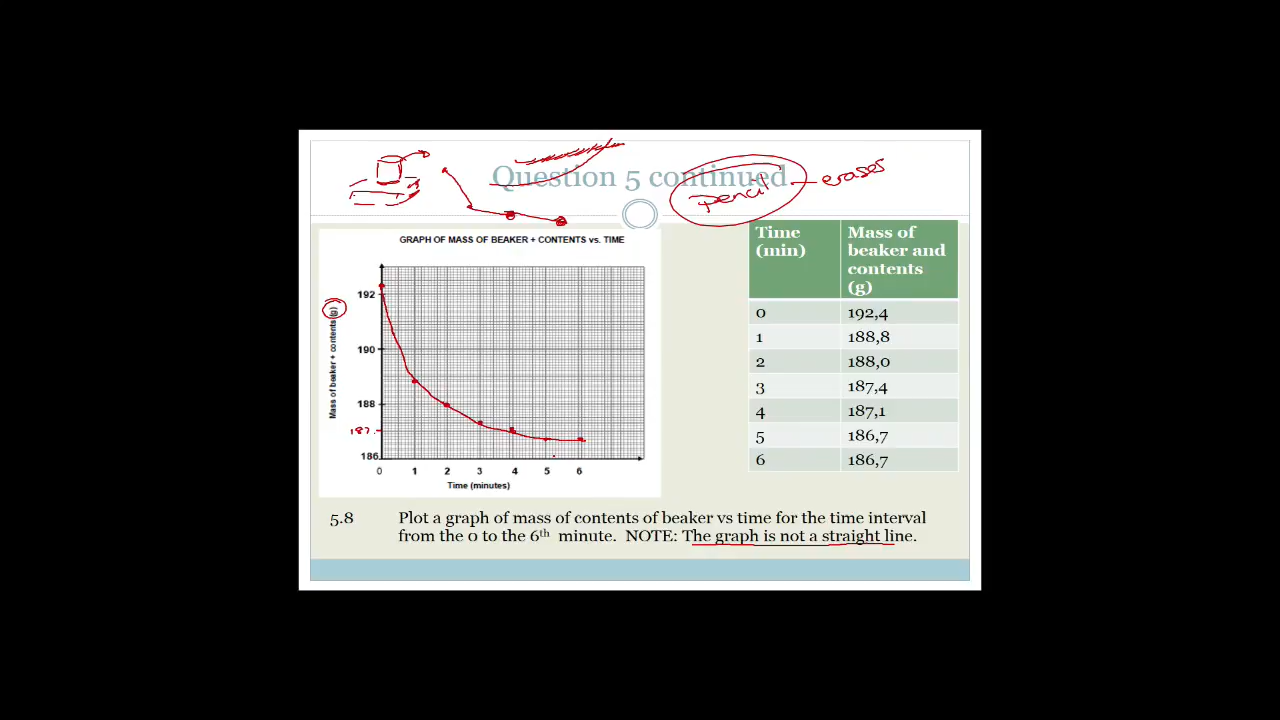 Question 5 continued
pencil – erases
GRAPH OF MASS OF BEAKER + CONTENTS vs. TIME
Mass of beaker + contents (g)
192
190
188
187
186
0 1 2 3 4 5 6
Time (minutes)
Time (min) Mass of beaker and contents (g)
0 192,4
1 188,8
2 188,0
3 187,4
4 187,1
5 186,7
6 186,7
5.8 Plot a graph of mass of contents of beaker vs time for the time interval
from the 0 to the 6th minute. NOTE: The graph is not a straight line.